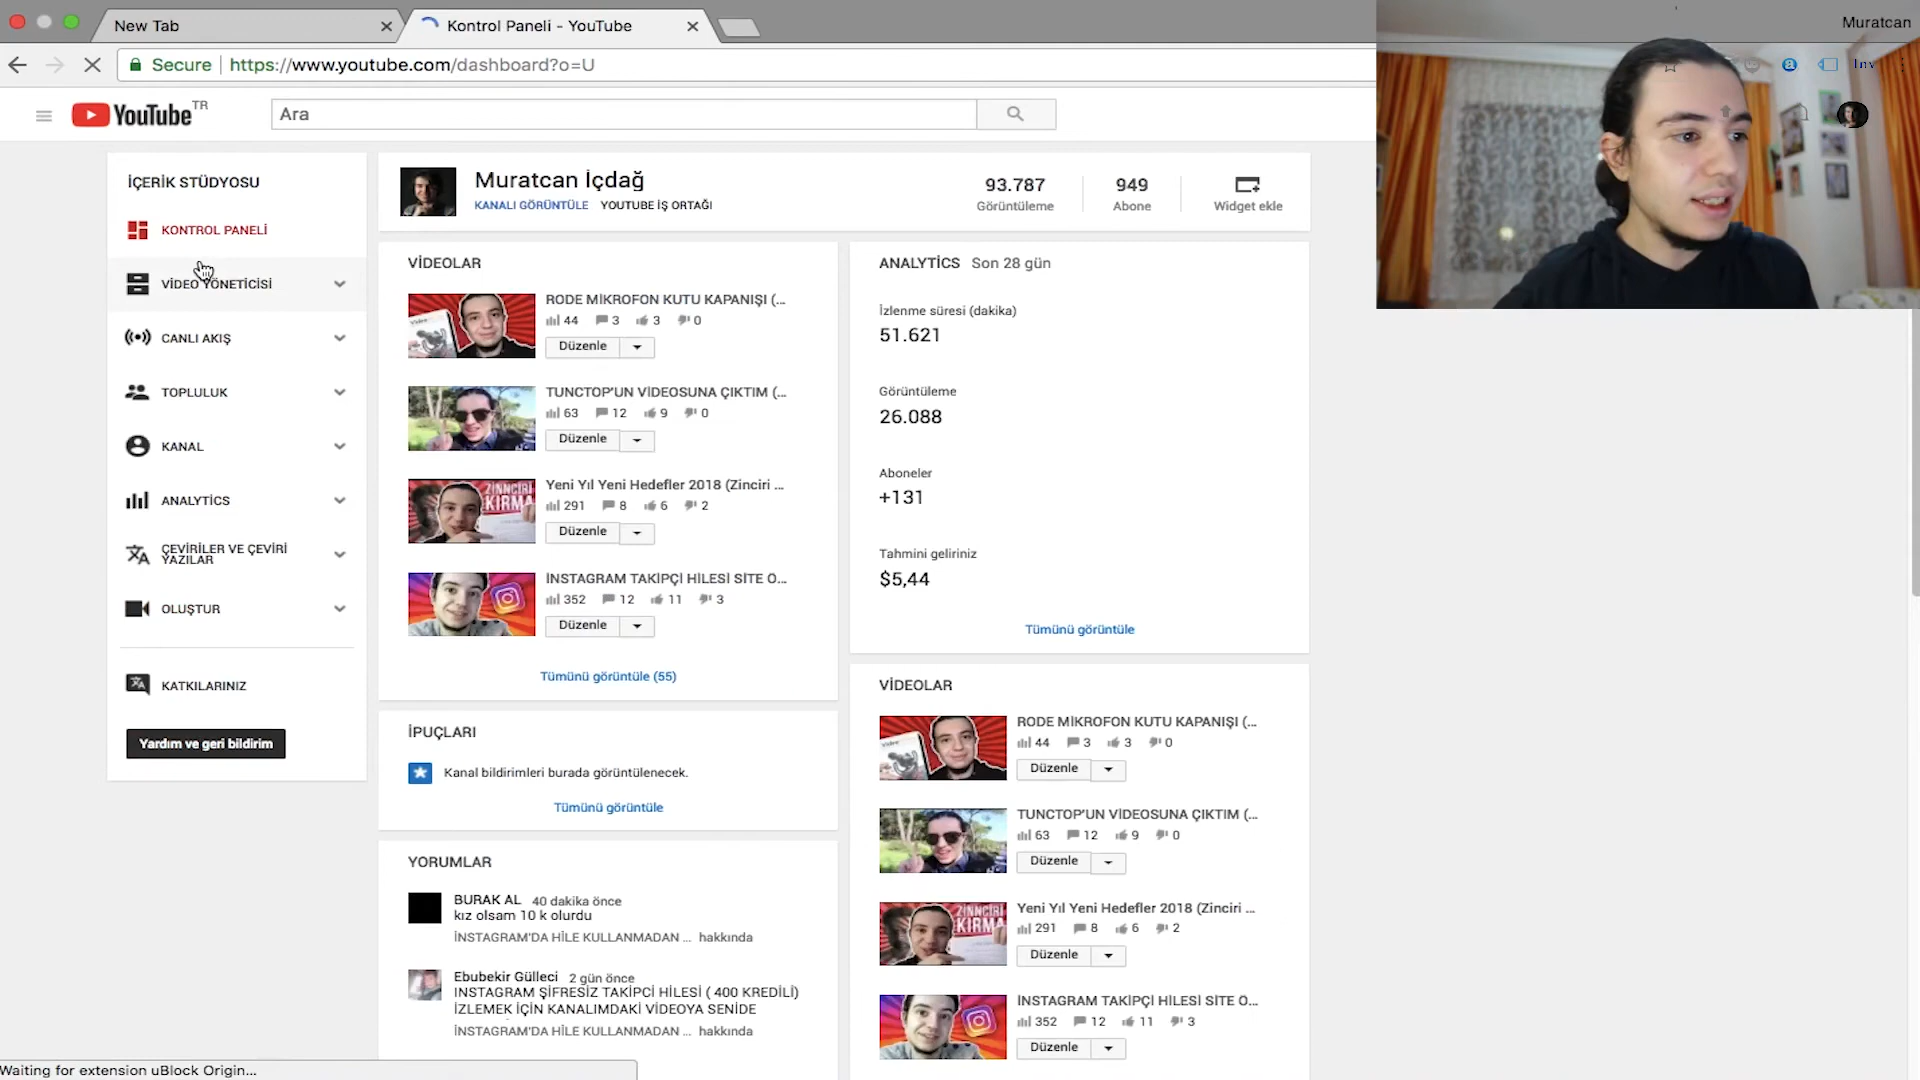 New Tab
Kontrol Paneli - YouTube
Muratcan
Secure
https://www.youtube.com/dashboard?o=U
Inv
YouTube TR
Ara
İÇERİK STÜDYOSU
KONTROL PANELİ
VİDEO YÖNETİCİSİ
CANLI AKIŞ
TOPLULUK
KANAL
ANALYTICS
ÇEVİRİLER VE ÇEVİRİ
YAZILAR
OLUŞTUR
KATKILARINIZ
Yardım ve geri bildirim
Muratcan İçdağ
KANALI GÖRÜNTÜLE YOUTUBE İŞ ORTAĞI
93.787
Görüntüleme
949
Abone
Widget ekle
VİDEOLAR
RODE MİKROFON KUTU KAPANIŞI (...
44 3 3 0
Düzenle
TUNCTOP'UN VİDEOSUNA ÇIKTIM (...
63 12 9 0
Düzenle
Yeni Yıl Yeni Hedefler 2018 (Zinciri ...
291 8 6 2
Düzenle
İNSTAGRAM TAKİPÇİ HİLESİ SİTE O...
352 12 11 3
Düzenle
Tümünü görüntüle (55)
İPUÇLARI
Kanal bildirimleri burada görüntülenecek.
Tümünü görüntüle
YORUMLAR
BURAK AL 40 dakika önce
kız olsam 10 k olurdu
İNSTAGRAM'DA HİLE KULLANMADAN ... hakkında
Ebubekir Gülleci 2 gün önce
INSTAGRAM ŞİFRESİZ TAKİPCİ HİLESİ ( 400 KREDİLİ)
İZLEMEK İÇİN KANALIMDAKİ VİDEOYA SENİDE
İNSTAGRAM'DA HİLE KULLANMADAN ... hakkında
ANALYTICS Son 28 gün
İzlenme süresi (dakika)
51.621
Görüntüleme
26.088
Aboneler
+131
Tahmini geliriniz
$5,44
Tümünü görüntüle
VİDEOLAR
RODE MİKROFON KUTU KAPANIŞI (...
44 3 3 0
Düzenle
TUNCTOP'UN VİDEOSUNA ÇIKTIM (...
63 12 9 0
Düzenle
Yeni Yıl Yeni Hedefler 2018 (Zinciri ...
291 8 6 2
Düzenle
İNSTAGRAM TAKİPÇİ HİLESİ SİTE O...
352 12 11 3
Düzenle
Waiting for extension uBlock Origin...